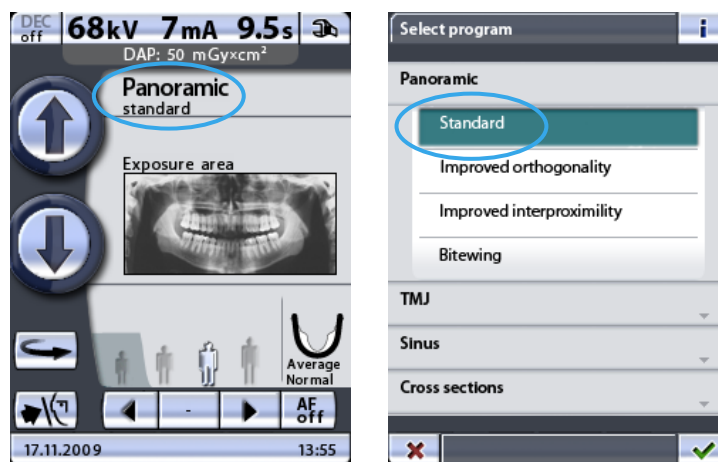 DEC off 68kV 7mA 9.5s
DAP: 50 mGy×cm²
Panoramic
standard
Exposure area
Average
Normal
-
AF off
17.11.2009 13:55
Select program i
Panoramic
Standard
Improved orthogonality
Improved interproximility
Bitewing
TMJ
Sinus
Cross sections